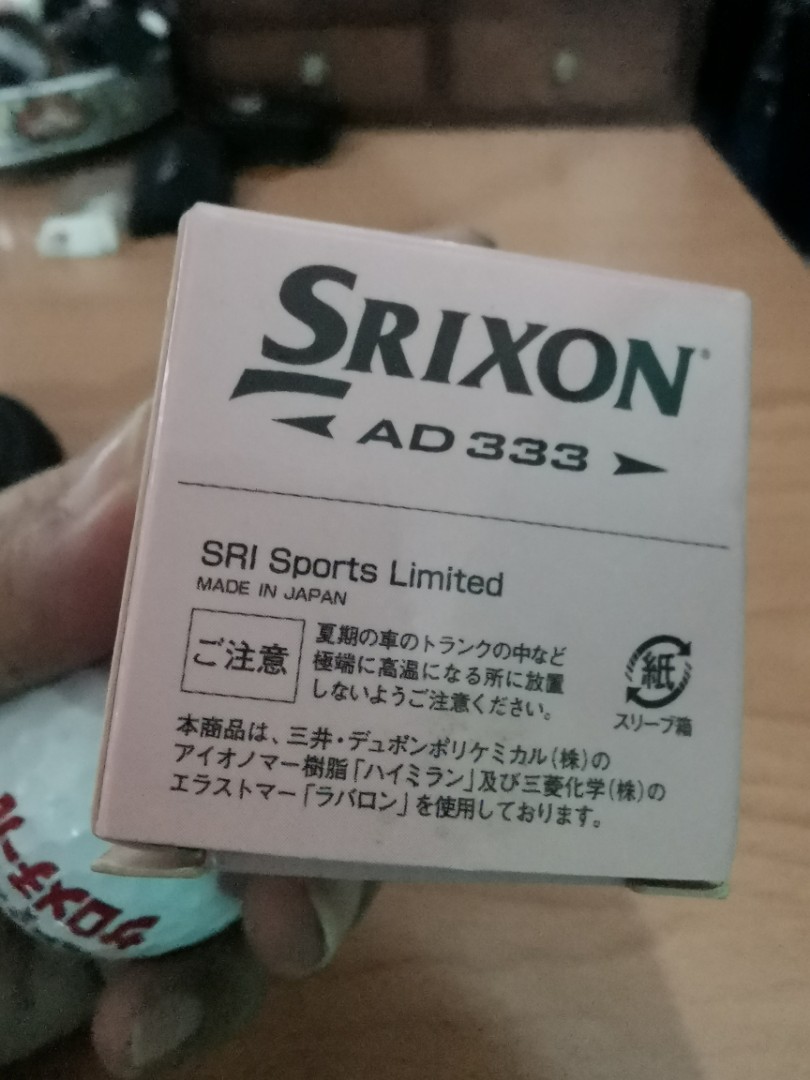 SRIXON®
AD 333
SRI Sports Limited
MADE IN JAPAN
ご注意
夏期の車のトランクの中など
極端に高温になる所に放置
しないようご注意ください。
紙
スリーブ箱
本商品は、三井・デュポンポリケミカル(株)の
アイオノマー樹脂「ハイミラン」及び三菱化学(株)の
エラストマー「ラバロン」を使用しております。